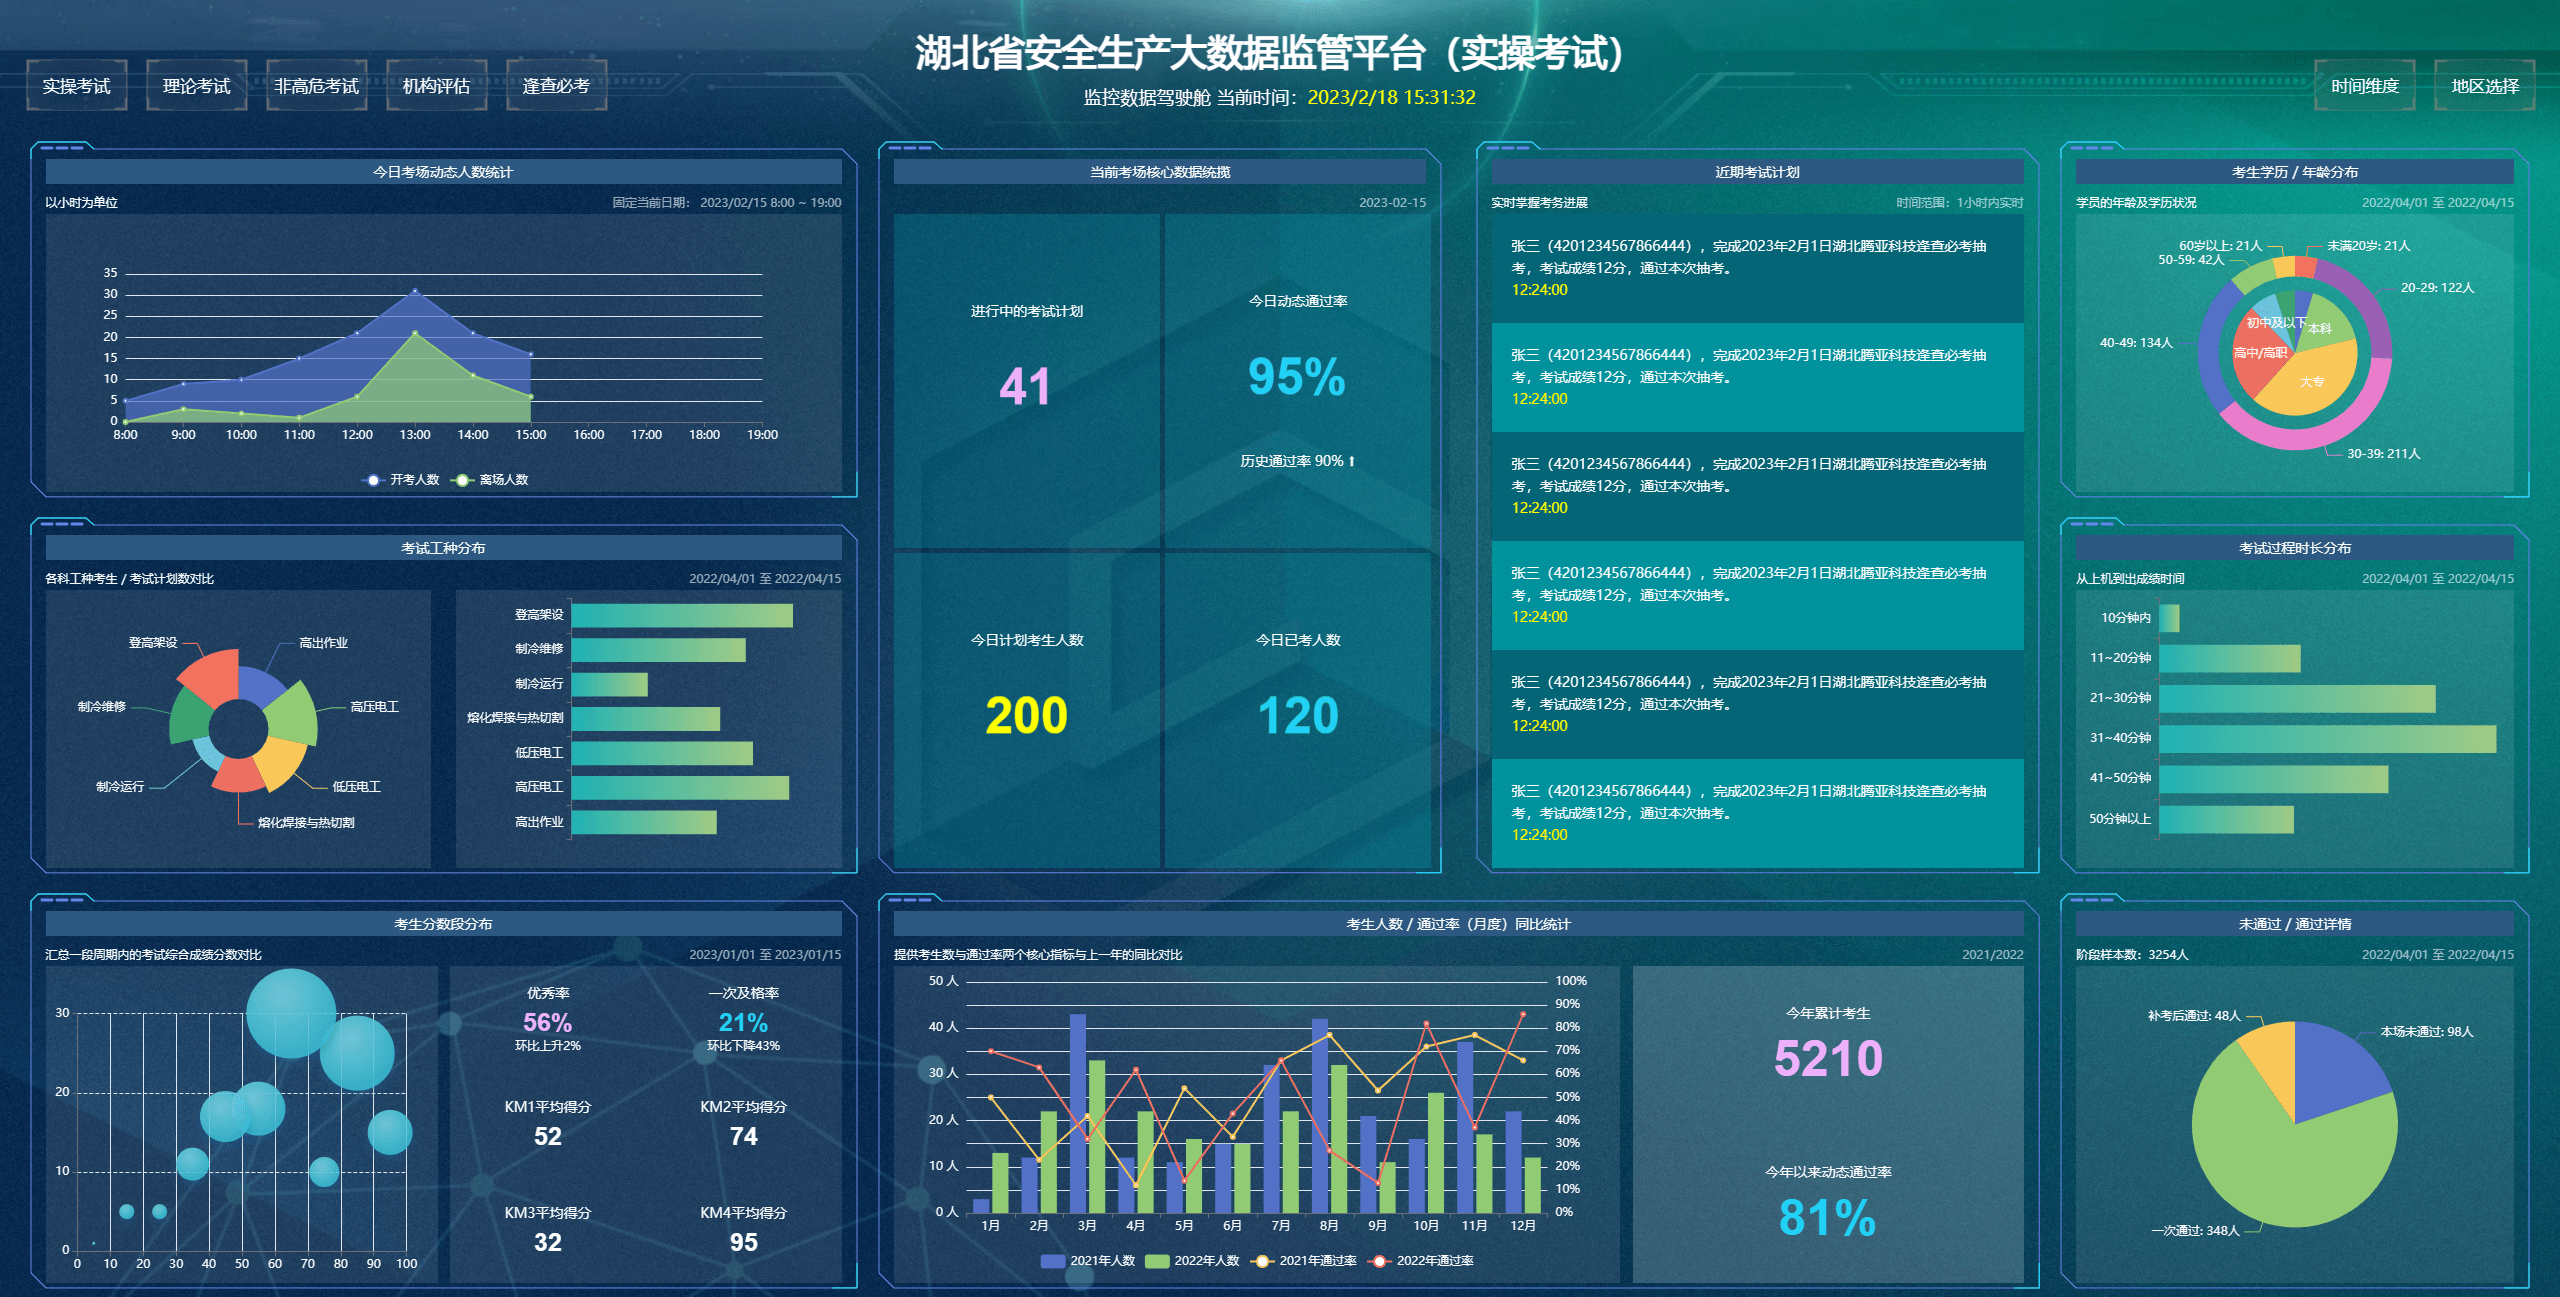 湖北省安全生产大数据监管平台（实操考试）
实操考试
理论考试
非高危考试
机构评估
逢查必考
监控数据驾驶舱 当前时间：2023/2/18 15:31:32
时间维度
地区选择
今日考场动态人数统计
以小时为单位
固定当前日期： 2023/02/15 8:00 ~ 19:00
35
30
25
20
15
10
5
0
8:00
9:00
10:00
11:00
12:00
13:00
14:00
15:00
16:00
17:00
18:00
19:00
开考人数
离场人数
考试工种分布
各科工种考生 / 考试计划数对比
2022/04/01 至 2022/04/15
登高架设
高出作业
制冷维修
高压电工
制冷运行
低压电工
熔化焊接与热切割
登高架设
制冷维修
制冷运行
熔化焊接与热切割
低压电工
高压电工
高出作业
考生分数段分布
汇总一段周期内的考试综合成绩分数对比
2023/01/01 至 2023/01/15
30
20
10
0
0
10
20
30
40
50
60
70
80
90
100
优秀率
56%
环比上升2%
一次及格率
21%
环比下降43%
KM1平均得分
52
KM2平均得分
74
KM3平均得分
32
KM4平均得分
95
当前考场核心数据统揽
2023-02-15
进行中的考试计划
41
今日动态通过率
95%
历史通过率 90% ⬆
今日计划考生人数
200
今日已考人数
120
近期考试计划
实时掌握考务进展
时间范围：1小时内实时
张三（4201234567866444），完成2023年2月1日湖北腾亚科技逢查必考抽
考，考试成绩12分，通过本次抽考。
12:24:00
张三（4201234567866444），完成2023年2月1日湖北腾亚科技逢查必考抽
考，考试成绩12分，通过本次抽考。
12:24:00
张三（4201234567866444），完成2023年2月1日湖北腾亚科技逢查必考抽
考，考试成绩12分，通过本次抽考。
12:24:00
张三（4201234567866444），完成2023年2月1日湖北腾亚科技逢查必考抽
考，考试成绩12分，通过本次抽考。
12:24:00
张三（4201234567866444），完成2023年2月1日湖北腾亚科技逢查必考抽
考，考试成绩12分，通过本次抽考。
12:24:00
张三（4201234567866444），完成2023年2月1日湖北腾亚科技逢查必考抽
考，考试成绩12分，通过本次抽考。
12:24:00
考生人数 / 通过率（月度）同比统计
提供考生数与通过率两个核心指标与上一年的同比对比
2021/2022
50 人
40 人
30 人
20 人
10 人
0 人
100%
90%
80%
70%
60%
50%
40%
30%
20%
10%
0%
1月
2月
3月
4月
5月
6月
7月
8月
9月
10月
11月
12月
2021年人数
2022年人数
2021年通过率
2022年通过率
今年累计考生
5210
今年以来动态通过率
81%
考生学历 / 年龄分布
学员的年龄及学历状况
2022/04/01 至 2022/04/15
60岁以上: 21人
未满20岁: 21人
50-59: 42人
20-29: 122人
40-49: 134人
30-39: 211人
初中及以下
本科
高中/高职
大专
考试过程时长分布
从上机到出成绩时间
2022/04/01 至 2022/04/15
10分钟内
11~20分钟
21~30分钟
31~40分钟
41~50分钟
50分钟以上
未通过 / 通过详情
阶段样本数：3254人
2022/04/01 至 2022/04/15
补考后通过: 48人
本场未通过: 98人
一次通过: 348人